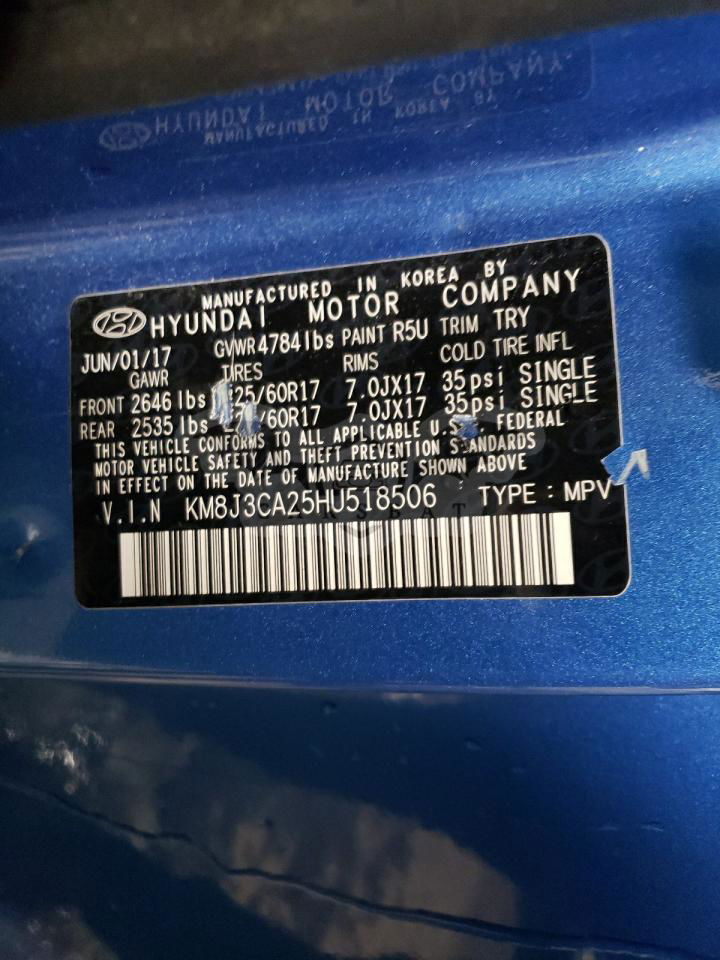 MANUFACTURED IN KOREA BY
HYUNDAI MOTOR COMPANY
JUN/01/17 GVWR4784lbs PAINT R5U TRIM TRY
GAWR TIRES RIMS COLD TIRE INFL
FRONT 2646 lbs 25/60R17 7.0JX17 35psi SINGLE
REAR 2535 lbs /60R17 7.0JX17 35psi SINGLE
THIS VEHICLE CONFORMS TO ALL APPLICABLE U.S. FEDERAL
MOTOR VEHICLE SAFETY AND THEFT PREVENTION STANDARDS
IN EFFECT ON THE DATE OF MANUFACTURE SHOWN ABOVE
V.I.N KM8J3CA25HU518506 TYPE : MPV